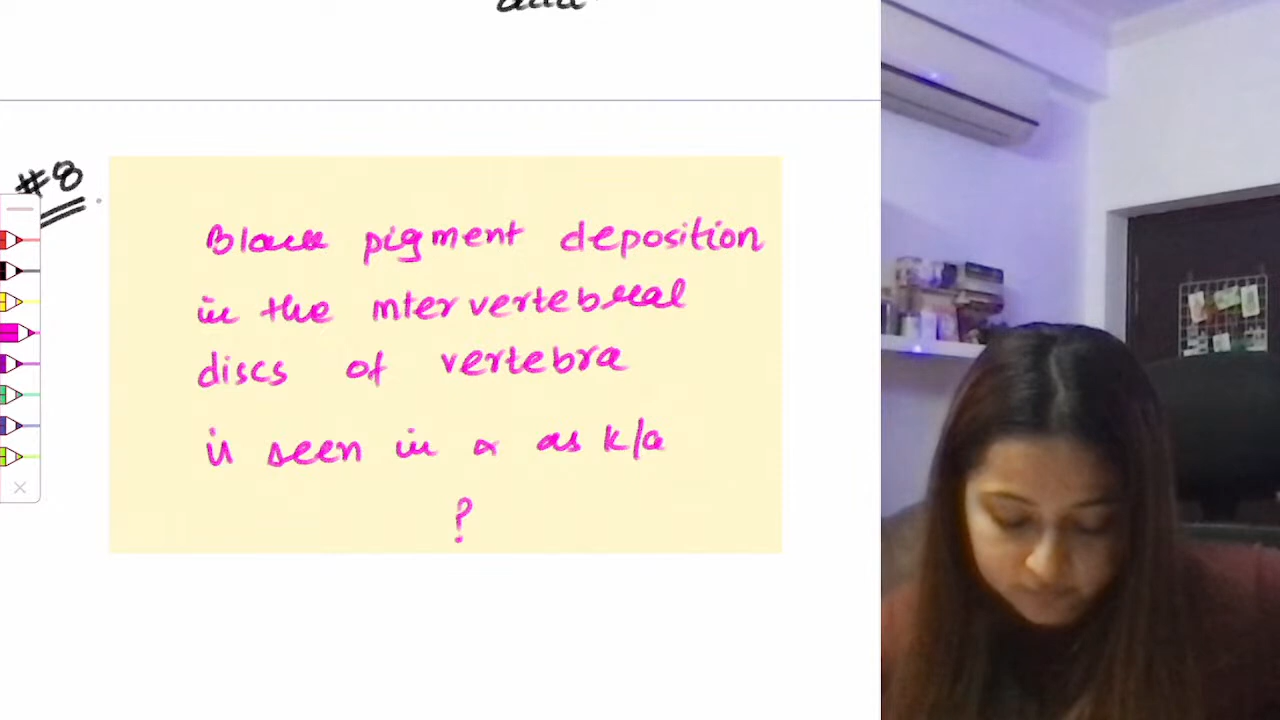 #8
Black pigment deposition
in the intervertebral
discs of vertebra
is seen in & as k/a
?